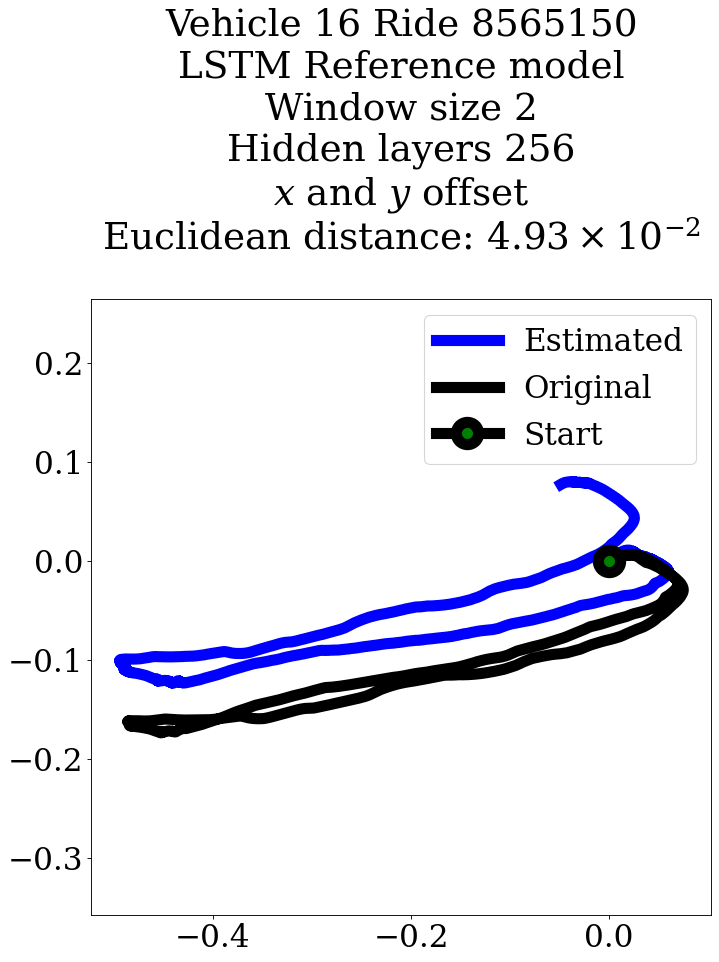 Vehicle 16 Ride 8565150
LSTM Reference model
Window size 2
Hidden layers 256
x and y offset
Euclidean distance: 4.93 × 10⁻²
Estimated
Original
Start
0.2
0.1
0.0
−0.1
−0.2
−0.3
−0.4
−0.2
0.0